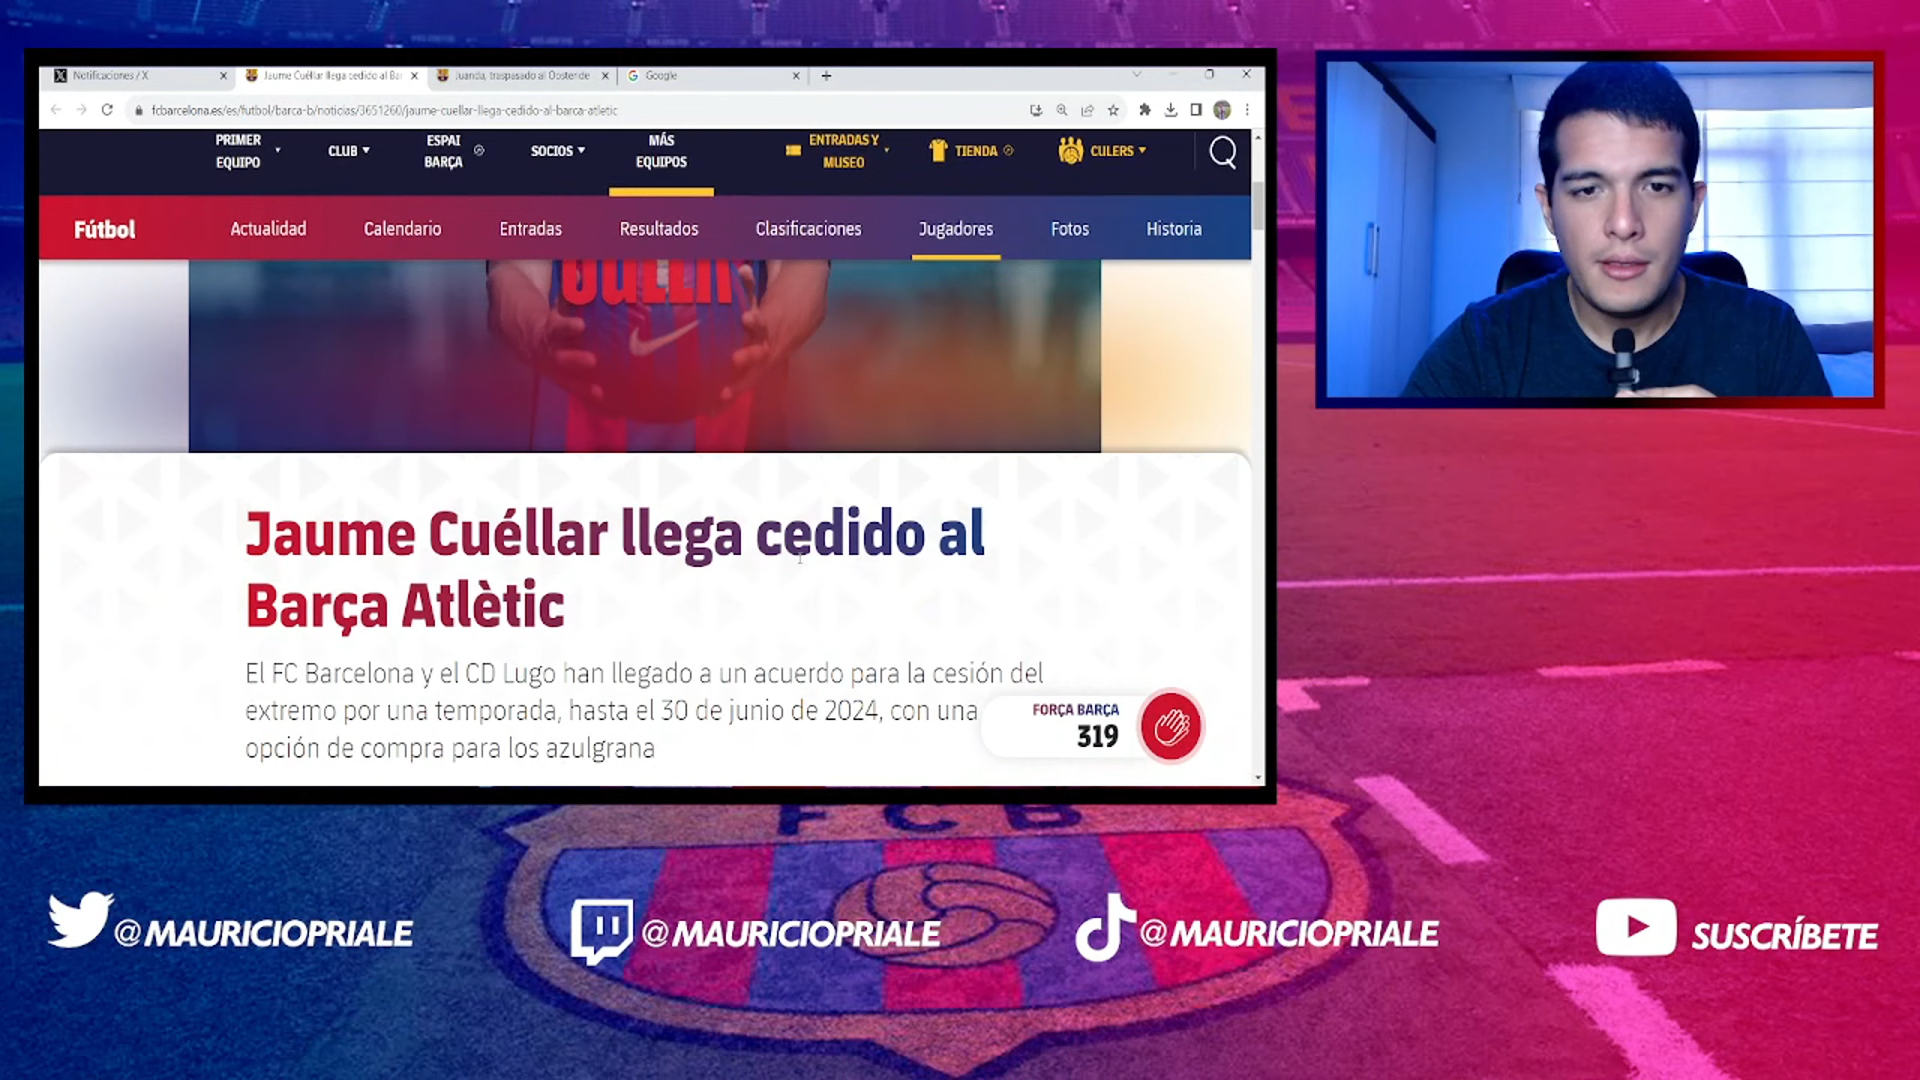 Notificaciones / X
Jaume Cuéllar llega cedido al Bar
Juanda, traspasado al Oostende
Google
fcbarcelona.es/es/futbol/barca-b/noticias/3651260/jaume-cuellar-llega-cedido-al-barca-atletic
PRIMER EQUIPO
CLUB
ESPAI BARÇA
SOCIOS
MÁS EQUIPOS
ENTRADAS Y MUSEO
TIENDA
CULERS
Fútbol
Actualidad
Calendario
Entradas
Resultados
Clasificaciones
Jugadores
Fotos
Historia
Jaume Cuéllar llega cedido al
Barça Atlètic
El FC Barcelona y el CD Lugo han llegado a un acuerdo para la cesión del
extremo por una temporada, hasta el 30 de junio de 2024, con una
opción de compra para los azulgrana
FORÇA BARÇA
319
FCB
@MAURICIOPRIALE
@MAURICIOPRIALE
@MAURICIOPRIALE
SUSCRÍBETE